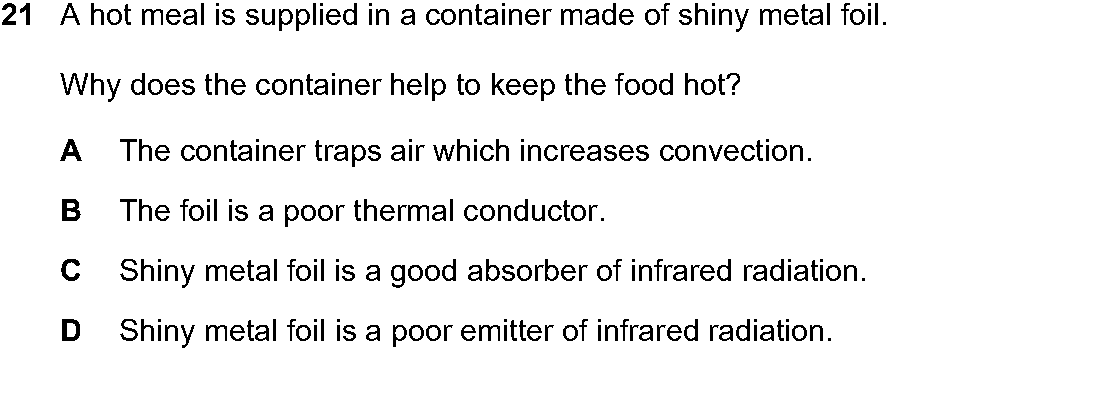 21 A hot meal is supplied in a container made of shiny metal foil.
Why does the container help to keep the food hot?
A The container traps air which increases convection.
B The foil is a poor thermal conductor.
C Shiny metal foil is a good absorber of infrared radiation.
D Shiny metal foil is a poor emitter of infrared radiation.